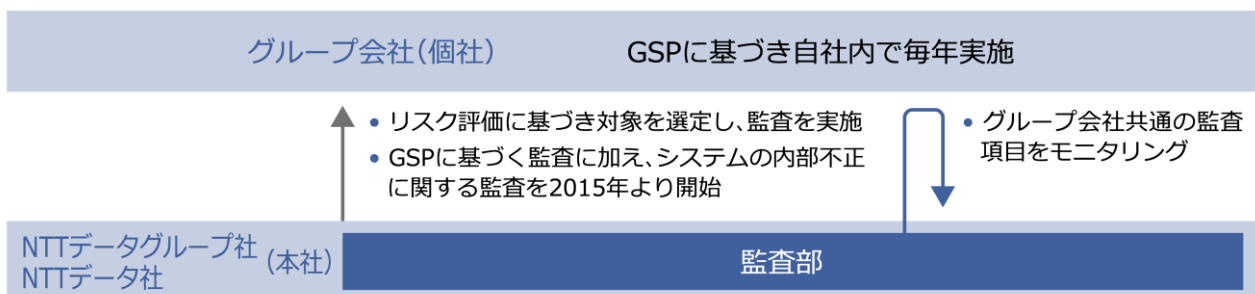 グループ会社(個社) GSPに基づき自社内で毎年実施
• リスク評価に基づき対象を選定し、監査を実施
• GSPに基づく監査に加え、システムの内部不正
に関する監査を2015年より開始
• グループ会社共通の監査
項目をモニタリング
NTTデータグループ社
NTTデータ社
(本社)
監査部